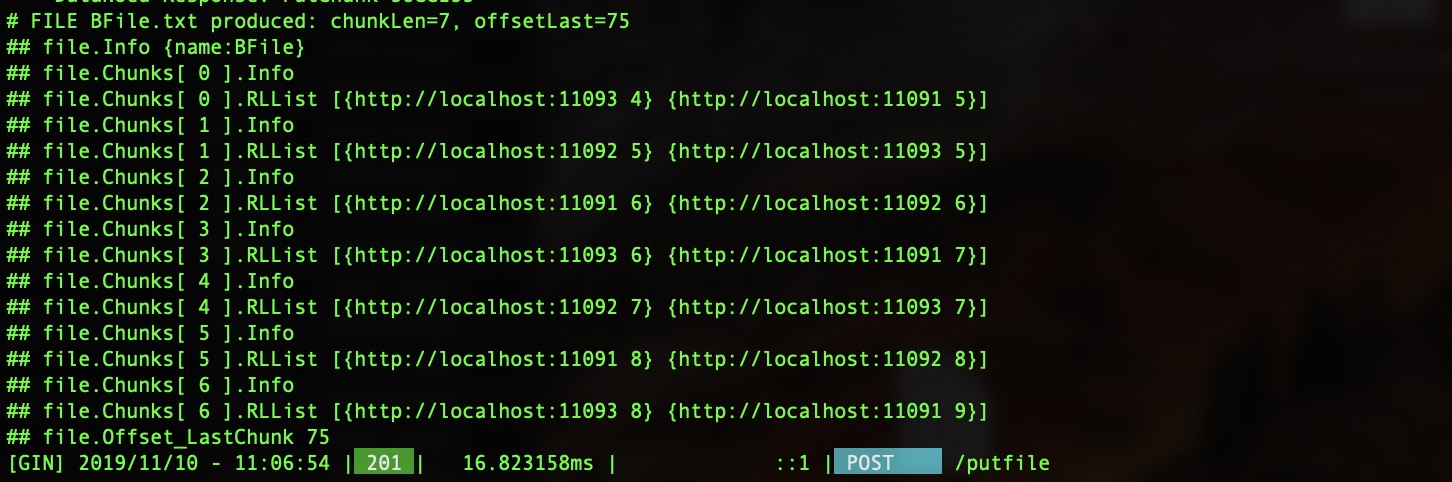 # FILE BFile.txt produced: chunkLen=7, offsetLast=75
## file.Info {name:BFile}
## file.Chunks[ 0 ].Info
## file.Chunks[ 0 ].RLList [{http://localhost:11093 4} {http://localhost:11091 5}]
## file.Chunks[ 1 ].Info
## file.Chunks[ 1 ].RLList [{http://localhost:11092 5} {http://localhost:11093 5}]
## file.Chunks[ 2 ].Info
## file.Chunks[ 2 ].RLList [{http://localhost:11091 6} {http://localhost:11092 6}]
## file.Chunks[ 3 ].Info
## file.Chunks[ 3 ].RLList [{http://localhost:11093 6} {http://localhost:11091 7}]
## file.Chunks[ 4 ].Info
## file.Chunks[ 4 ].RLList [{http://localhost:11092 7} {http://localhost:11093 7}]
## file.Chunks[ 5 ].Info
## file.Chunks[ 5 ].RLList [{http://localhost:11091 8} {http://localhost:11092 8}]
## file.Chunks[ 6 ].Info
## file.Chunks[ 6 ].RLList [{http://localhost:11093 8} {http://localhost:11091 9}]
## file.Offset_LastChunk 75
[GIN] 2019/11/10 - 11:06:54 | 201 |   16.823158ms |             ::1 | POST     /putfile